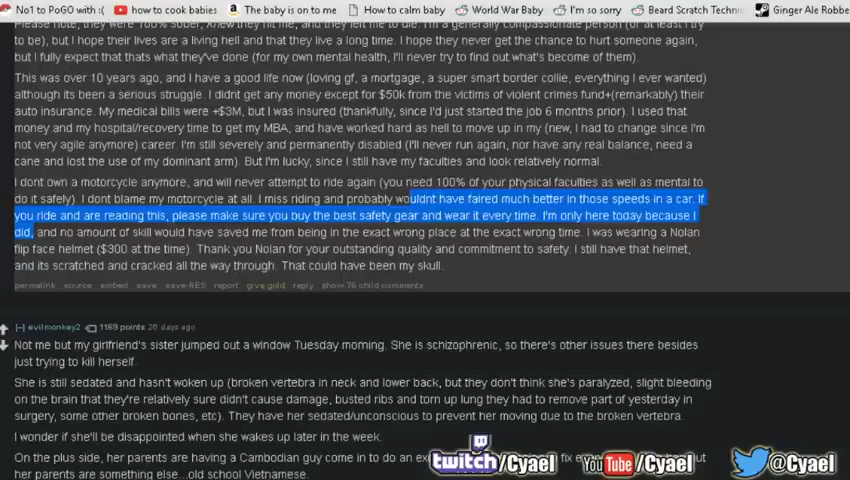 No1 to PoGO with :( how to cook babies The baby is on to me How to calm baby World War Baby I'm so sorry Beard Scratch Techni Ginger Ale Robbe
Please note, they were 100% sober, knew they hit me, and they left me to die. I'm a generally compassionate person (or at least I try
to be), but I hope their lives are a living hell and that they live a long time. I hope they never get the chance to hurt someone again,
but I fully expect that thats what they've done (for my own mental health, I'll never try to find out what's become of them).
This was over 10 years ago, and I have a good life now (loving gf, a mortgage, a super smart border collie, everything I ever wanted)
although its been a serious struggle. I didnt get any money except for $50k from the victims of violent crimes fund+(remarkably) their
auto insurance. My medical bills were +$3M, but I was insured (thankfully, since I'd just started the job 6 months prior). I used that
money and my hospital/recovery time to get my MBA, and have worked hard as hell to move up in my (new, I had to change since I'm
not very agile anymore) career. I'm still severely and permanently disabled (I'll never run again, nor have any real balance, need a
cane and lost the use of my dominant arm). But I'm lucky, since I still have my faculties and look relatively normal.
I dont own a motorcycle anymore, and will never attempt to ride again (you need 100% of your physical faculties as well as mental to
do it safely). I dont blame my motorcycle at all. I miss riding and probably wouldnt have faired much better in those speeds in a car. If
you ride and are reading this, please make sure you buy the best safety gear and wear it every time. I'm only here today because I
did, and no amount of skill would have saved me from being in the exact wrong place at the exact wrong time. I was wearing a Nolan
flip face helmet ($300 at the time). Thank you Nolan for your outstanding quality and commitment to safety. I still have that helmet,
and its scratched and cracked all the way through. That could have been my skull.
permalink source embed save save-RES report give gold reply show 76 child comments
[-] evilmonkey2 1169 points 26 days ago
Not me but my girlfriend's sister jumped out a window Tuesday morning. She is schizophrenic, so there's other issues there besides
just trying to kill herself.
She is still sedated and hasn't woken up (broken vertebra in neck and lower back, but they don't think she's paralyzed, slight bleeding
on the brain that they're relatively sure didn't cause damage, busted ribs and torn up lung they had to remove part of yesterday in
surgery, some other broken bones, etc). They have her sedated/unconscious to prevent her moving due to the broken vertebra.
I wonder if she'll be disappointed when she wakes up later in the week.
On the plus side, her parents are having a Cambodian guy come in to do an ex fix e but
her parents are something else...old school Vietnamese.
twitch/Cyael YouTube/Cyael @Cyael